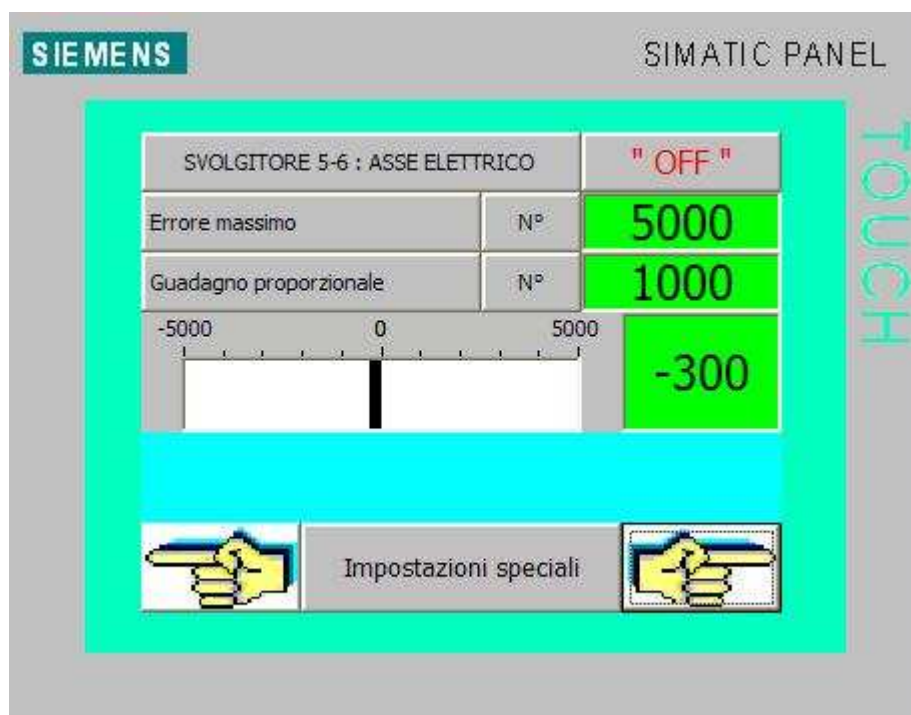 SIEMENS
SIMATIC PANEL
TOUCH
SVOLGITORE 5-6 : ASSE ELETTRICO
" OFF "
Errore massimo N° 5000
Guadagno proporzionale N° 1000
-5000 0 5000
-300
Impostazioni speciali